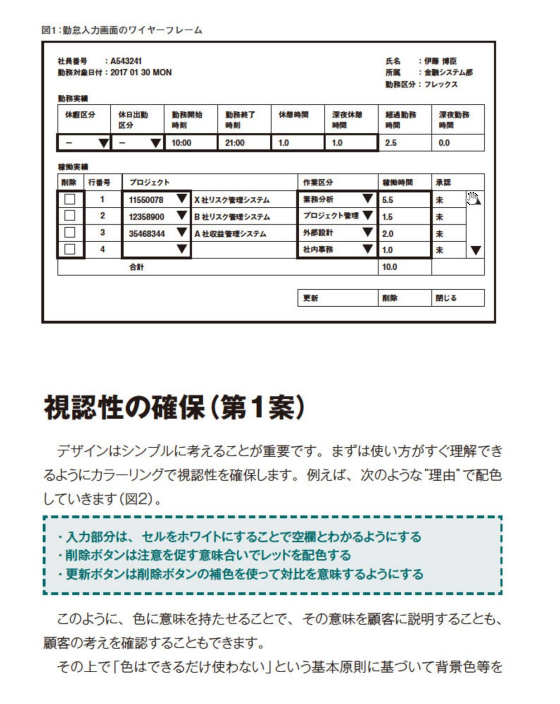 図1：勤怠入力画面のワイヤーフレーム
社員番号　：A543241　氏名　：伊藤 博臣
勤務対象日付：2017 01 30 MON　所属　：金融システム部
勤務区分：フレックス
勤務実績
休暇区分　休日出勤区分　勤務開始時刻　勤務終了時刻　休憩時間　深夜休憩時間　超過勤務時間　深夜勤務時間
－▼　－▼　10:00　21:00　1.0　1.0　2.5　0.0
稼働実績
削除　行番号　プロジェクト　作業区分　稼働時間　承認
□　1　11550078▼　X 社リスク管理システム　業務分析▼　5.5　未　▲
□　2　12358900▼　B 社リスク管理システム　プロジェクト管理▼　1.5　未
□　3　35468344▼　A 社収益管理システム　外部設計▼　2.0　未
□　4　▼　社内事務▼　1.0　未　▼
合計　10.0
更新　削除　閉じる
視認性の確保（第1案）
デザインはシンプルに考えることが重要です。まずは使い方がすぐ理解でき
るようにカラーリングで視認性を確保します。例えば、次のような“理由”で配色
していきます（図2）。
・入力部分は、セルをホワイトにすることで空欄とわかるようにする
・削除ボタンは注意を促す意味合いでレッドを配色する
・更新ボタンは削除ボタンの補色を使って対比を意味するようにする
このように、色に意味を持たせることで、その意味を顧客に説明することも、
顧客の考えを確認することもできます。
その上で「色はできるだけ使わない」という基本原則に基づいて背景色等を